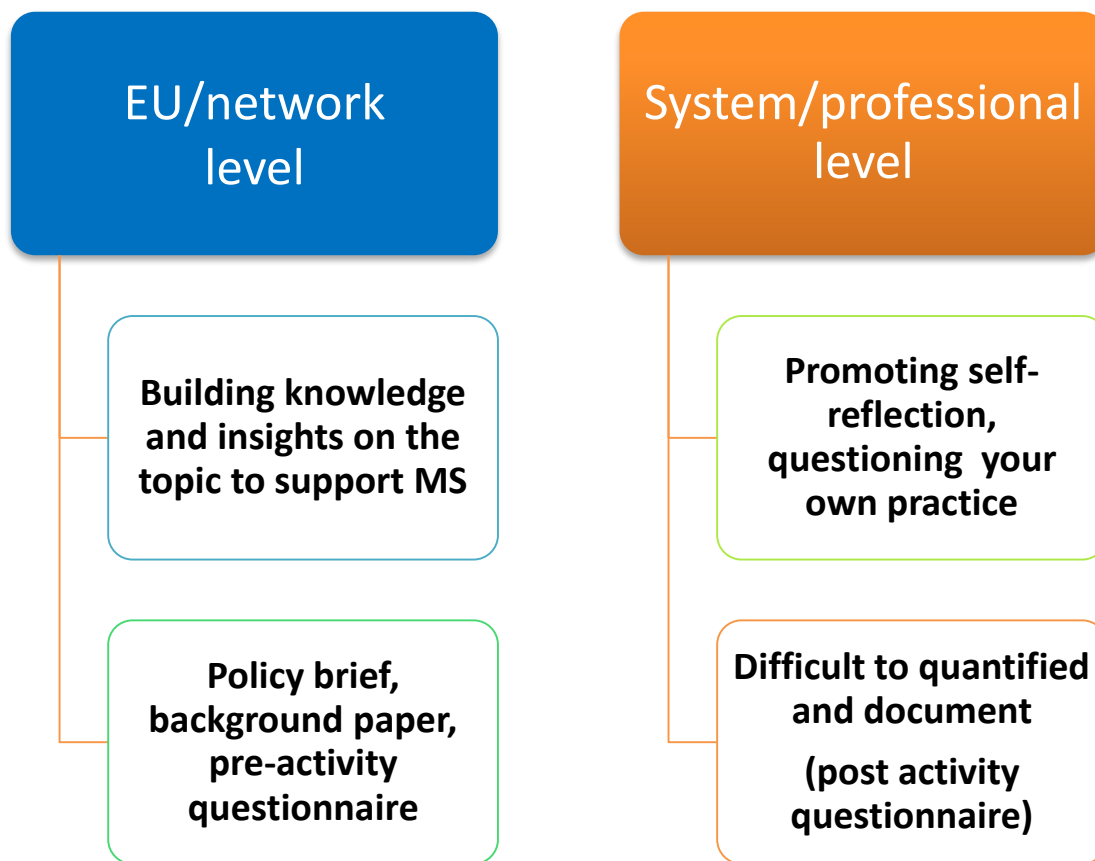 EU/network
level
Building knowledge
and insights on the
topic to support MS
Policy brief,
background paper,
pre-activity
questionnaire
System/professional
level
Promoting self-
reflection,
questioning  your
own practice
Difficult to quantified
and document
(post activity
questionnaire)